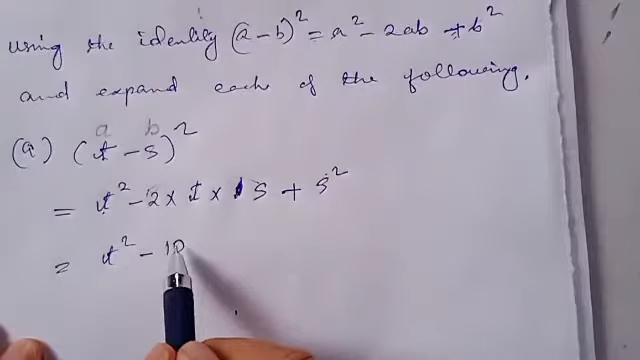 using the identity (a-b)² = a² - 2ab + b²
and expand each of the following.
a b
(a) (t - 5)²
= t² - 2 × t × 5 + 5²
= t² - 10